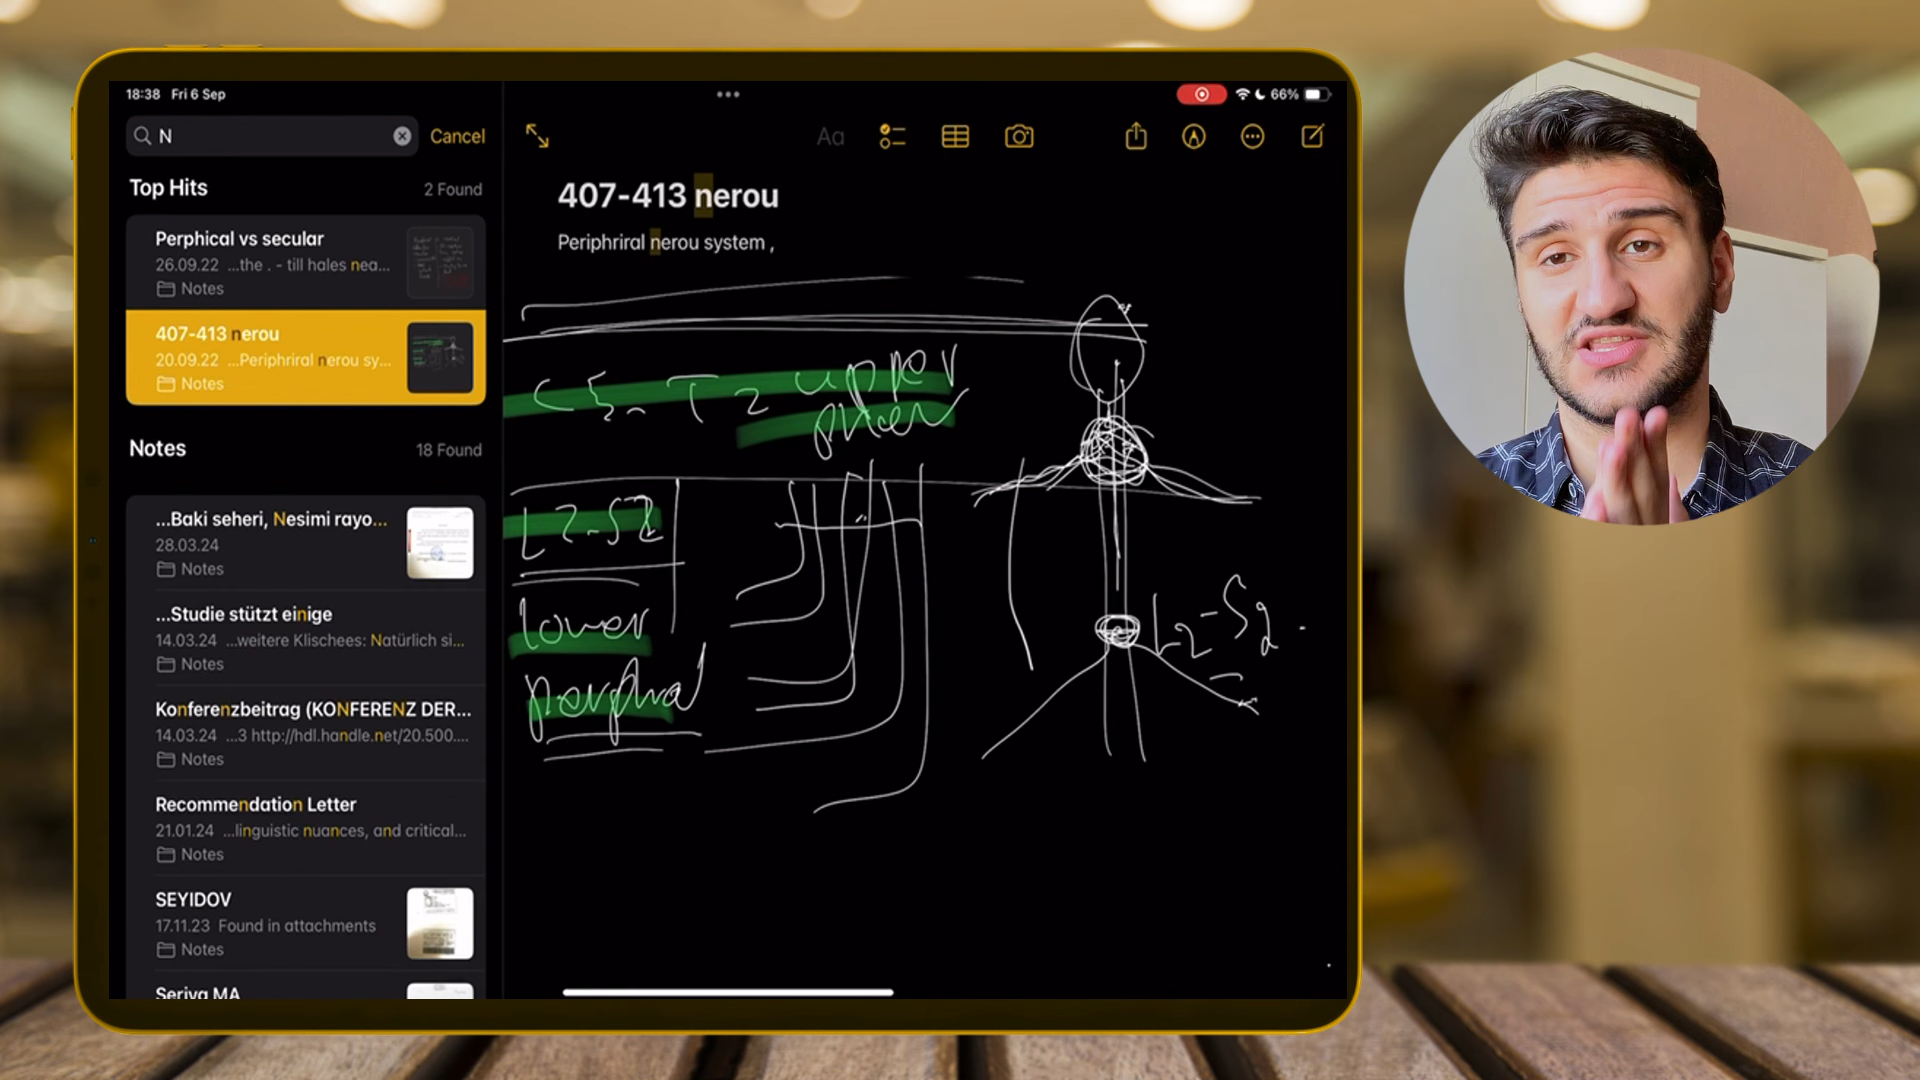 18:38 Fri 6 Sep
66%
N
Cancel
Top Hits
2 Found
Perphical vs secular
26.09.22 ...the . - till hales nea...
Notes
407-413 nerou
20.09.22 ...Periphriral nerou sy...
Notes
Notes
18 Found
...Baki seheri, Nesimi rayo...
28.03.24
Notes
...Studie stützt einige
14.03.24 ...weitere Klischees: Natürlich si...
Notes
Konferenzbeitrag (KONFERENZ DER...
14.03.24 ...3 http://hdl.handle.net/20.500....
Notes
Recommendation Letter
21.01.24 ...linguistic nuances, and critical...
Notes
SEYIDOV
17.11.23 Found in attachments
Notes
Seriya MA
Aa
407-413 nerou
Periphriral nerou system ,
C5- T2 upper
L2-S2
lower
L2-S2.